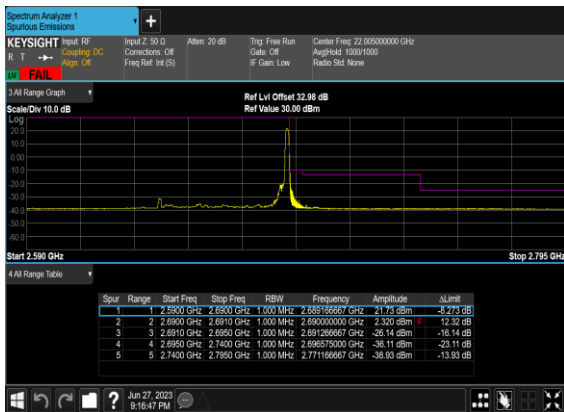 Spectrum Analyzer 1
Spurious Emissions
KEYSIGHT Input: RF Input Z: 50 Ω Atten: 20 dB Trig: Free Run Center Freq: 22.005000000 GHz
R T Coupling: DC Corrections: Off Gate: Off Avg|Hold: 1000/1000
Align: Off Freq Ref: Int (S) IF Gain: Low Radio Std: None
LXI FAIL
3 All Range Graph
Ref Lvl Offset 32.98 dB
Scale/Div 10.0 dB Ref Value 30.00 dBm
Log
20.0
10.0
0.00
-10.0
-20.0
-30.0
-40.0
-50.0
-60.0
Start 2.590 GHz Stop 2.795 GHz
4 All Range Table
Spur Range Start Freq Stop Freq RBW Frequency Amplitude ΔLimit
1 1 2.5900 GHz 2.6900 GHz 1.000 MHz 2.689166667 GHz 21.73 dBm -8.273 dB
2 2 2.6900 GHz 2.6910 GHz 1.000 MHz 2.690000000 GHz 2.320 dBm F 12.32 dB
3 3 2.6910 GHz 2.6950 GHz 1.000 MHz 2.691266667 GHz -26.14 dBm -16.14 dB
4 4 2.6950 GHz 2.7400 GHz 1.000 MHz 2.696575000 GHz -36.11 dBm -23.11 dB
5 5 2.7400 GHz 2.7950 GHz 1.000 MHz 2.771166667 GHz -38.93 dBm -13.93 dB
Jun 27, 2023
9:16:47 PM